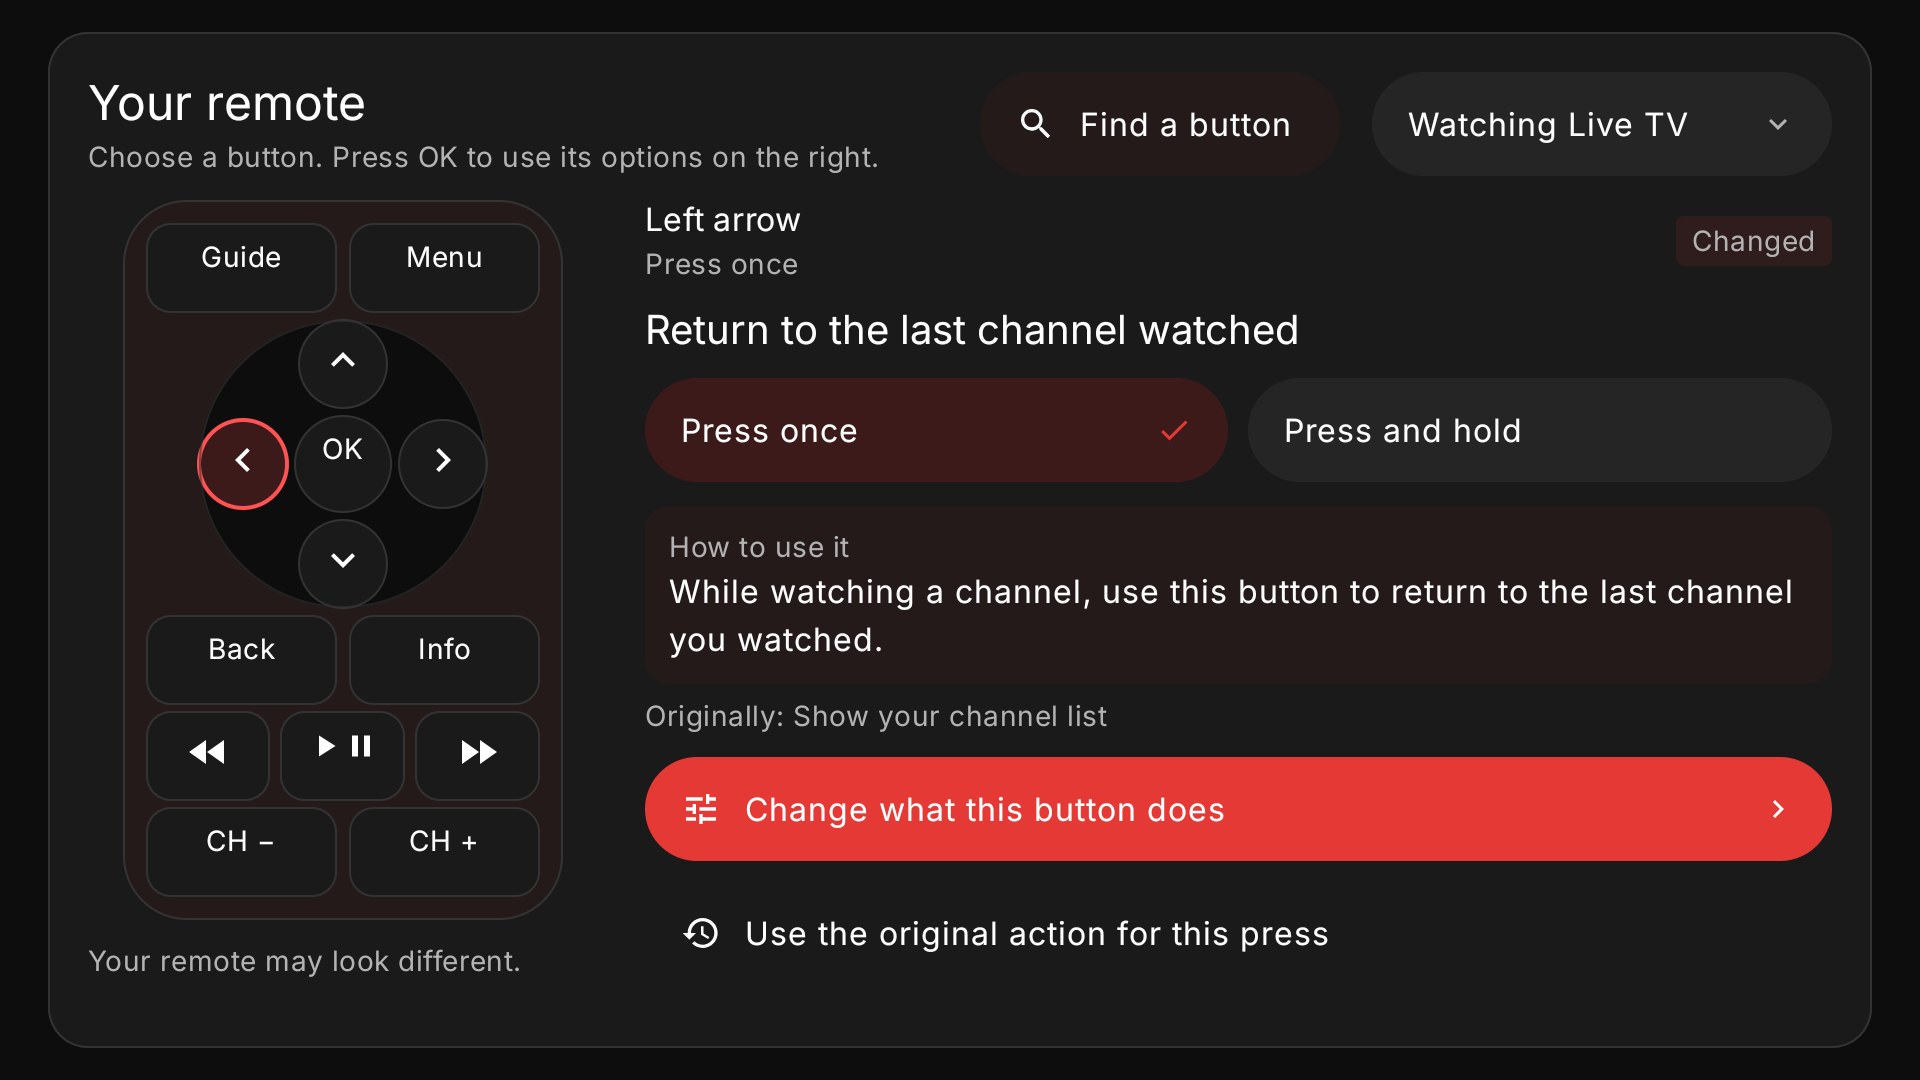 Your remote
Choose a button. Press OK to use its options on the right.
Find a button
Watching Live TV
Guide
Menu
OK
Back
Info
CH −
CH +
Your remote may look different.
Left arrow
Press once
Changed
Return to the last channel watched
Press once
Press and hold
How to use it
While watching a channel, use this button to return to the last channel
you watched.
Originally: Show your channel list
Change what this button does
Use the original action for this press